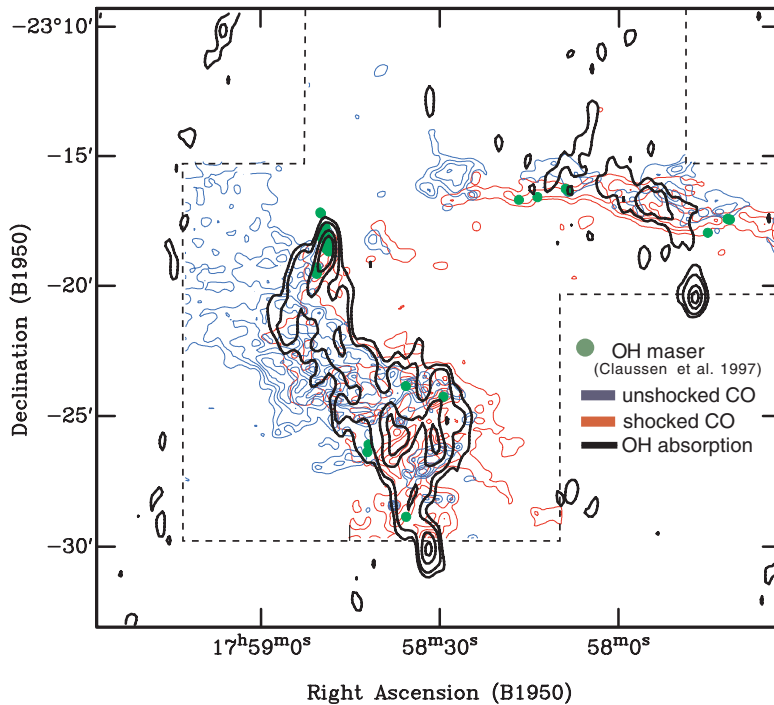 −23°10′
−15′
−20′
−25′
−30′
Declination (B1950)
OH maser
(Claussen et al. 1997)
unshocked CO
shocked CO
OH absorption
17ʰ59ᵐ0ˢ
58ᵐ30ˢ
58ᵐ0ˢ
Right Ascension (B1950)